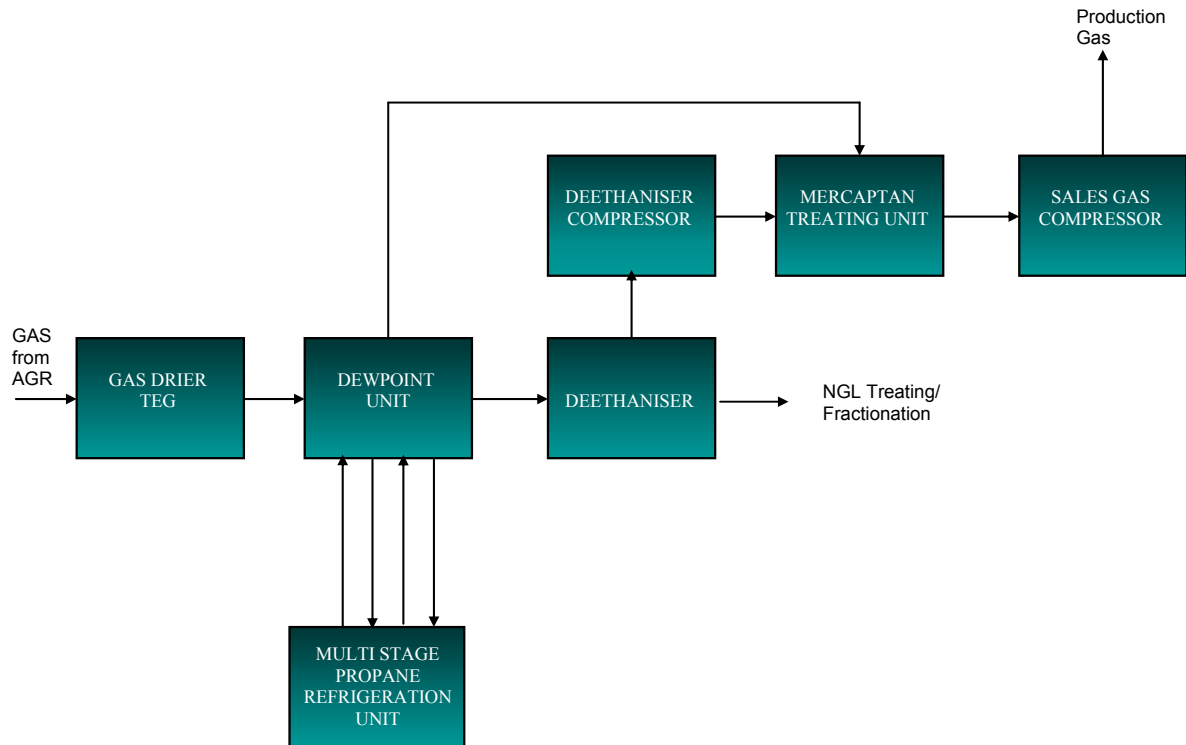 Production
Gas
DEETHANISER
COMPRESSOR
MERCAPTAN
TREATING UNIT
SALES GAS
COMPRESSOR
GAS
from
AGR
GAS DRIER
TEG
DEWPOINT
UNIT
DEETHANISER
NGL Treating/
Fractionation
MULTI STAGE
PROPANE
REFRIGERATION
UNIT